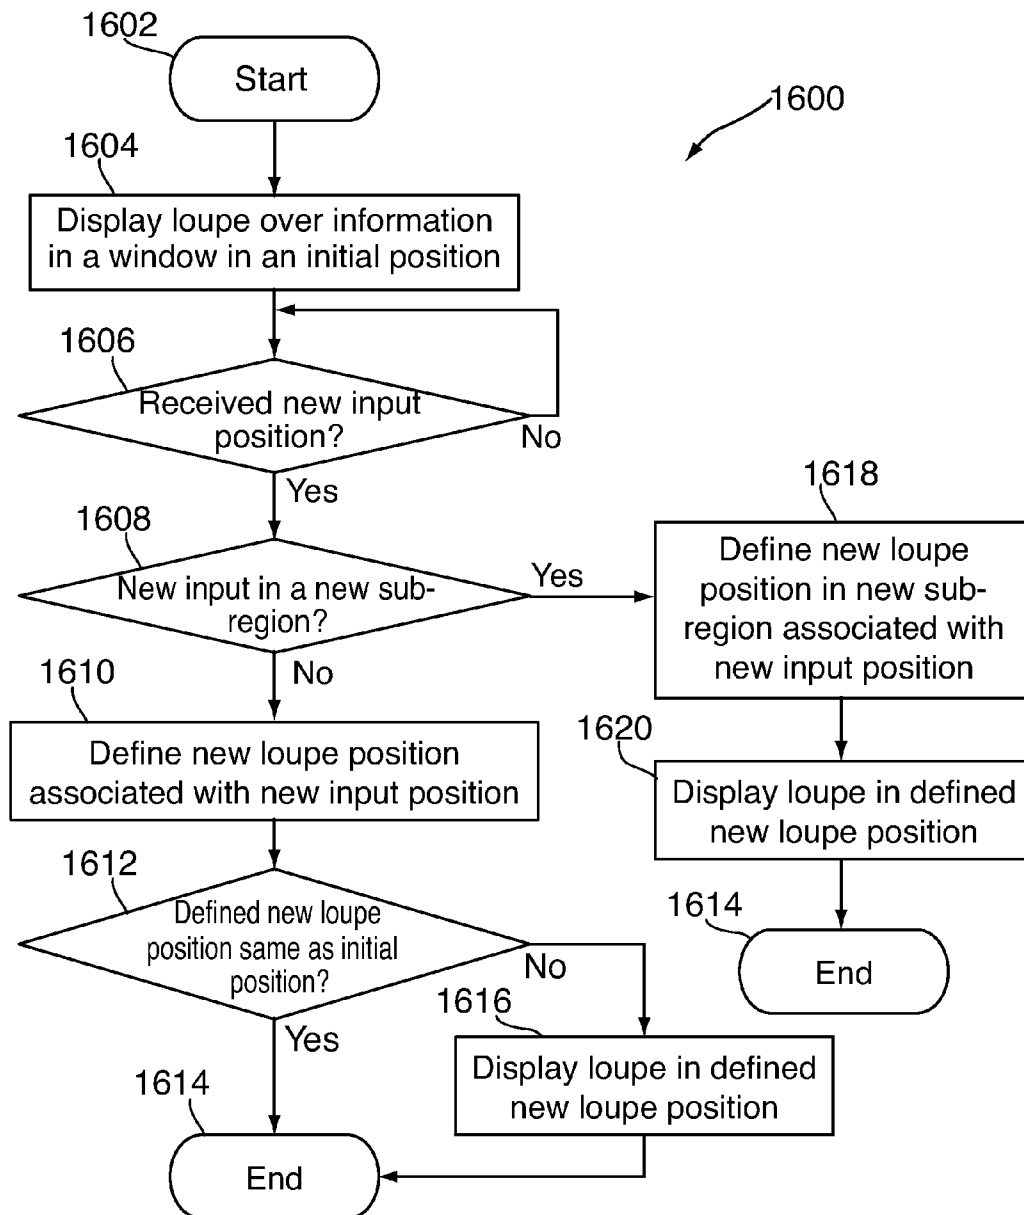 1602
Start
1600
1604
Display loupe over information
in a window in an initial position
1606
Received new input
position?
No
Yes
1608
New input in a new sub-
region?
Yes
No
1618
Define new loupe
position in new sub-
region associated with
new input position
1610
Define new loupe position
associated with new input position
1620
Display loupe in defined
new loupe position
1612
Defined new loupe
position same as initial
position?
No
Yes
1614
End
1616
Display loupe in defined
new loupe position
1614
End